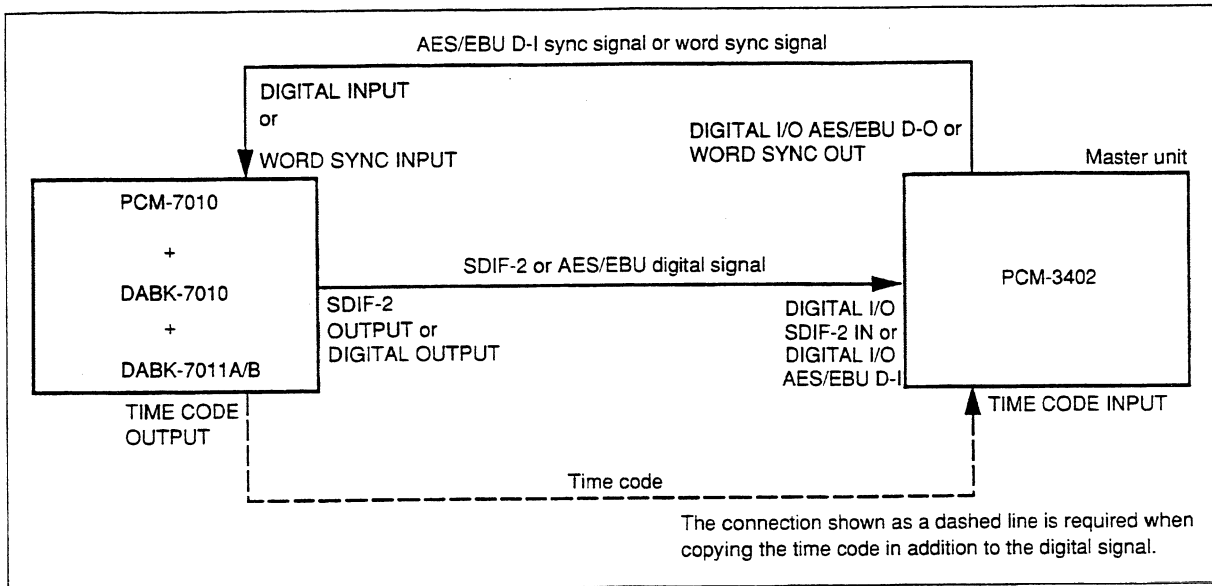 AES/EBU D-I sync signal or word sync signal
DIGITAL INPUT
or
WORD SYNC INPUT
DIGITAL I/O AES/EBU D-O or
WORD SYNC OUT
Master unit
PCM-7010
+
DABK-7010
+
DABK-7011A/B
SDIF-2 or AES/EBU digital signal
SDIF-2
OUTPUT or
DIGITAL OUTPUT
DIGITAL I/O
SDIF-2 IN or
DIGITAL I/O
AES/EBU D-I
PCM-3402
TIME CODE
OUTPUT
TIME CODE INPUT
Time code
The connection shown as a dashed line is required when
copying the time code in addition to the digital signal.